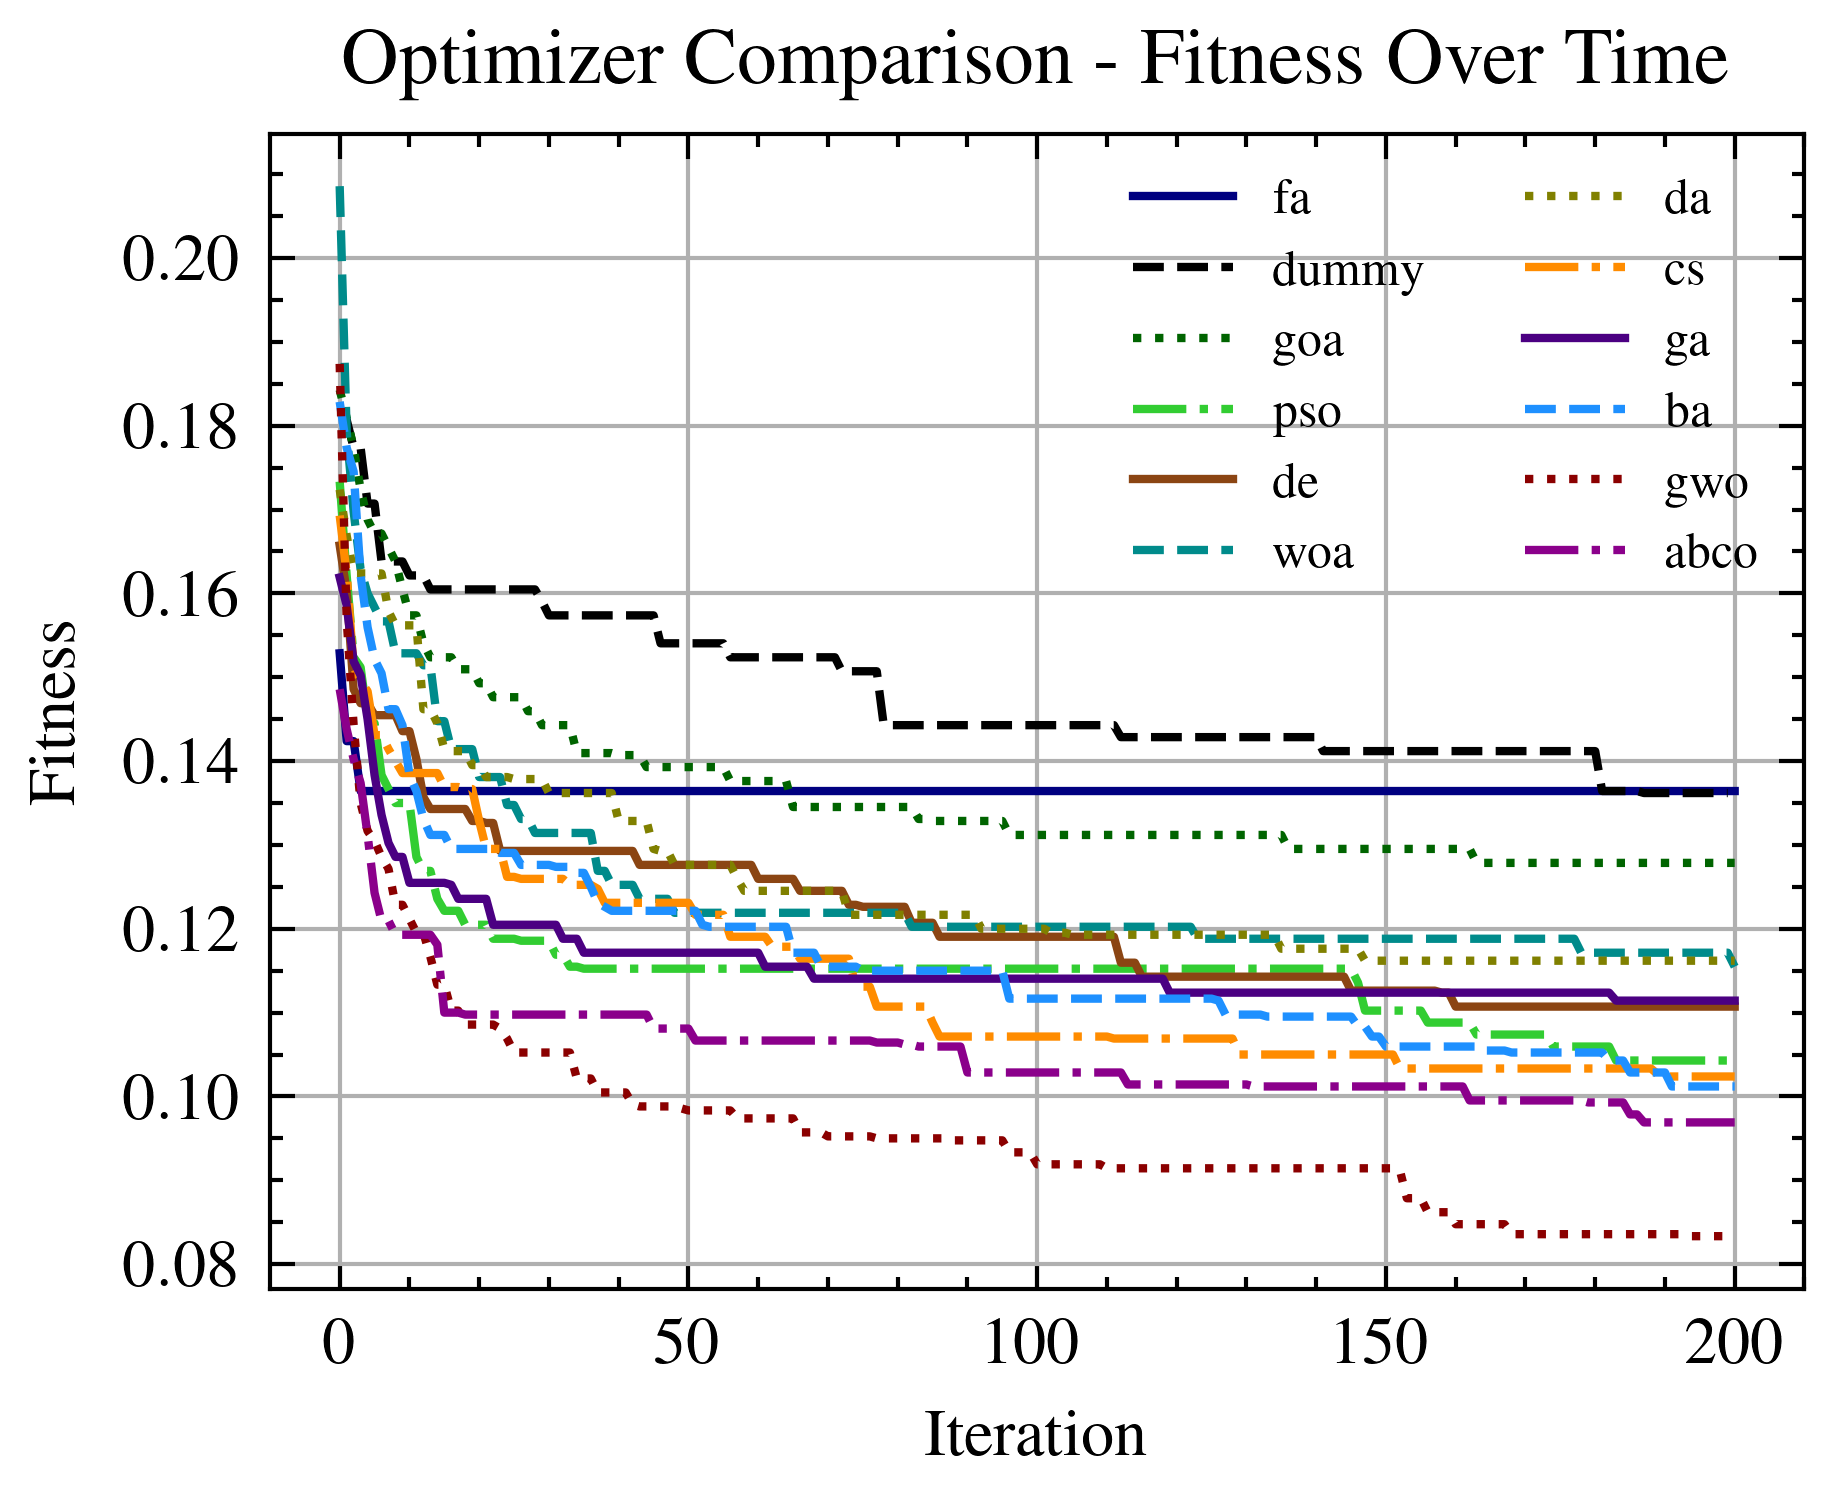 Optimizer Comparison - Fitness Over Time
Fitness
0.20
0.18
0.16
0.14
0.12
0.10
0.08
fa
dummy
goa
pso
de
woa
da
cs
ga
ba
gwo
abco
0 50 100 150 200
Iteration